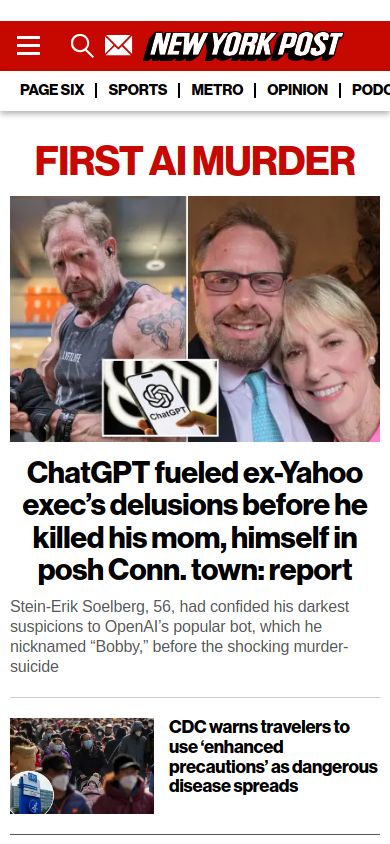 NEW YORK POST
PAGE SIX
SPORTS
METRO
OPINION
PODC
FIRST AI MURDER
ChatGPT
ChatGPT fueled ex-Yahoo
exec’s delusions before he
killed his mom, himself in
posh Conn. town: report
Stein-Erik Soelberg, 56, had confided his darkest
suspicions to OpenAI’s popular bot, which he
nicknamed “Bobby,” before the shocking murder-
suicide
CDC warns travelers to
use ‘enhanced
precautions’ as dangerous
disease spreads